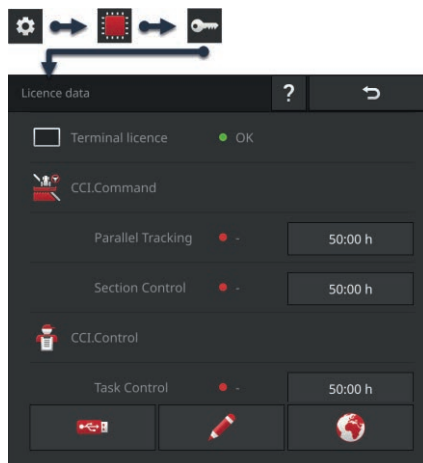 Licence data ?
Terminal licence OK
CCI.Command
Parallel Tracking - 50:00 h
Section Control - 50:00 h
CCI.Control
Task Control - 50:00 h